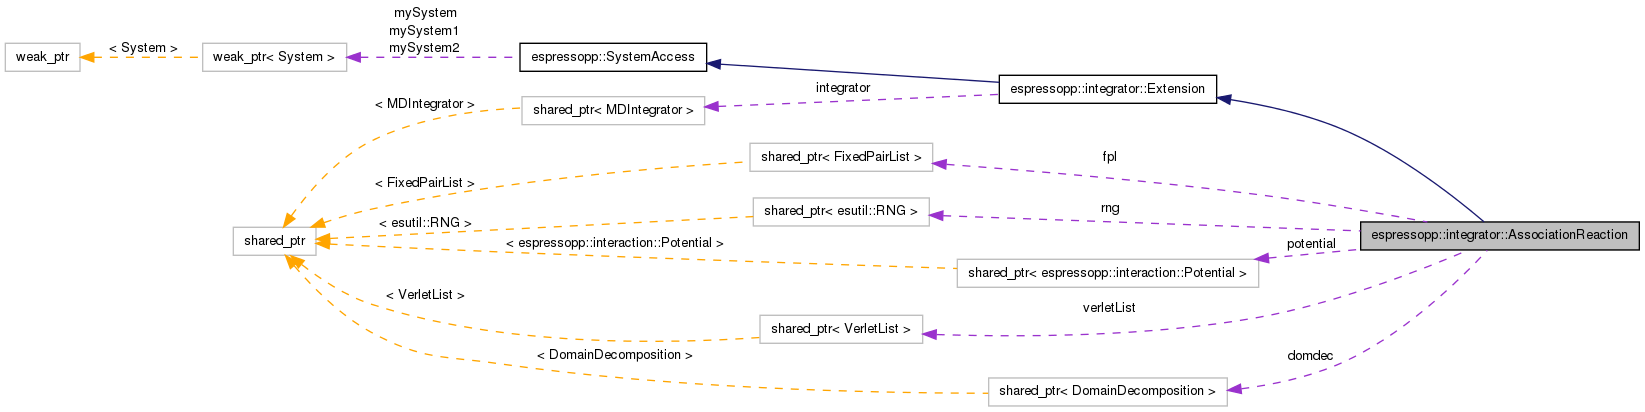 mySystem
mySystem1
mySystem2
weak_ptr
< System >
weak_ptr< System >
espressopp::SystemAccess
integrator
espressopp::integrator::Extension
< MDIntegrator >
shared_ptr< MDIntegrator >
shared_ptr< FixedPairList >
fpl
< FixedPairList >
shared_ptr< esutil::RNG >
rng
< esutil::RNG >
espressopp::integrator::AssociationReaction
shared_ptr
< espressopp::interaction::Potential >
potential
shared_ptr< espressopp::interaction::Potential >
< VerletList >
verletList
shared_ptr< VerletList >
< DomainDecomposition >
domdec
shared_ptr< DomainDecomposition >